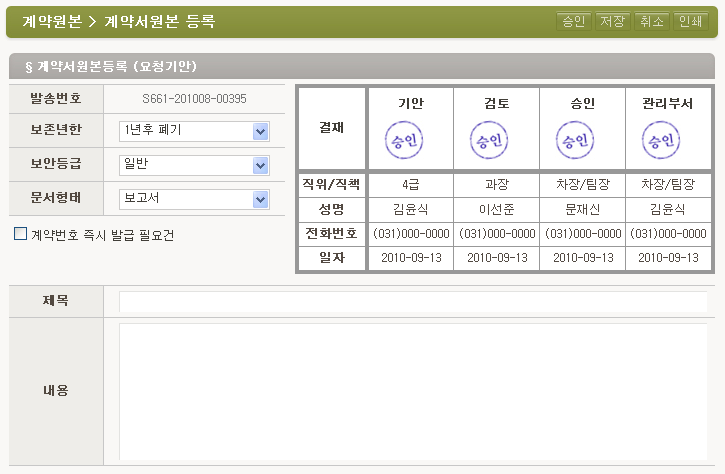 계약원본 > 계약서원본 등록
승인 저장 취소 인쇄
§ 계약서원본등록 (요청기안)
발송번호 S661-201008-00395
보존년한 1년후 폐기
보안등급 일반
문서형태 보고서
계약번호 즉시 발급 필요건
결재 기안 검토 승인 관리부서
승인 승인 승인 승인
직위/직책 4급 과장 차장/팀장 차장/팀장
성명 김윤식 이선준 문재신 김윤식
전화번호 (031)000-0000 (031)000-0000 (031)000-0000 (031)000-0000
일자 2010-09-13 2010-09-13 2010-09-13 2010-09-13
제목
내용